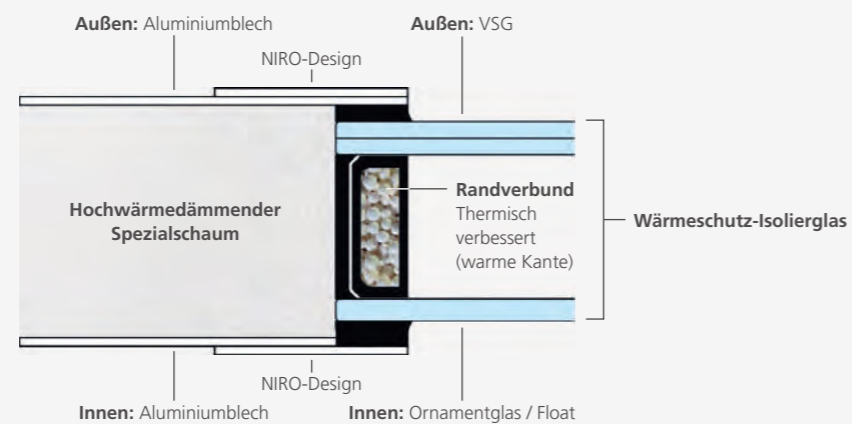 Außen: Aluminiumblech
Außen: VSG
NIRO-Design
Hochwärmedämmender
Spezialschaum
Randverbund
Thermisch
verbessert
(warme Kante)
Wärmeschutz-Isolierglas
NIRO-Design
Innen: Aluminiumblech
Innen: Ornamentglas / Float